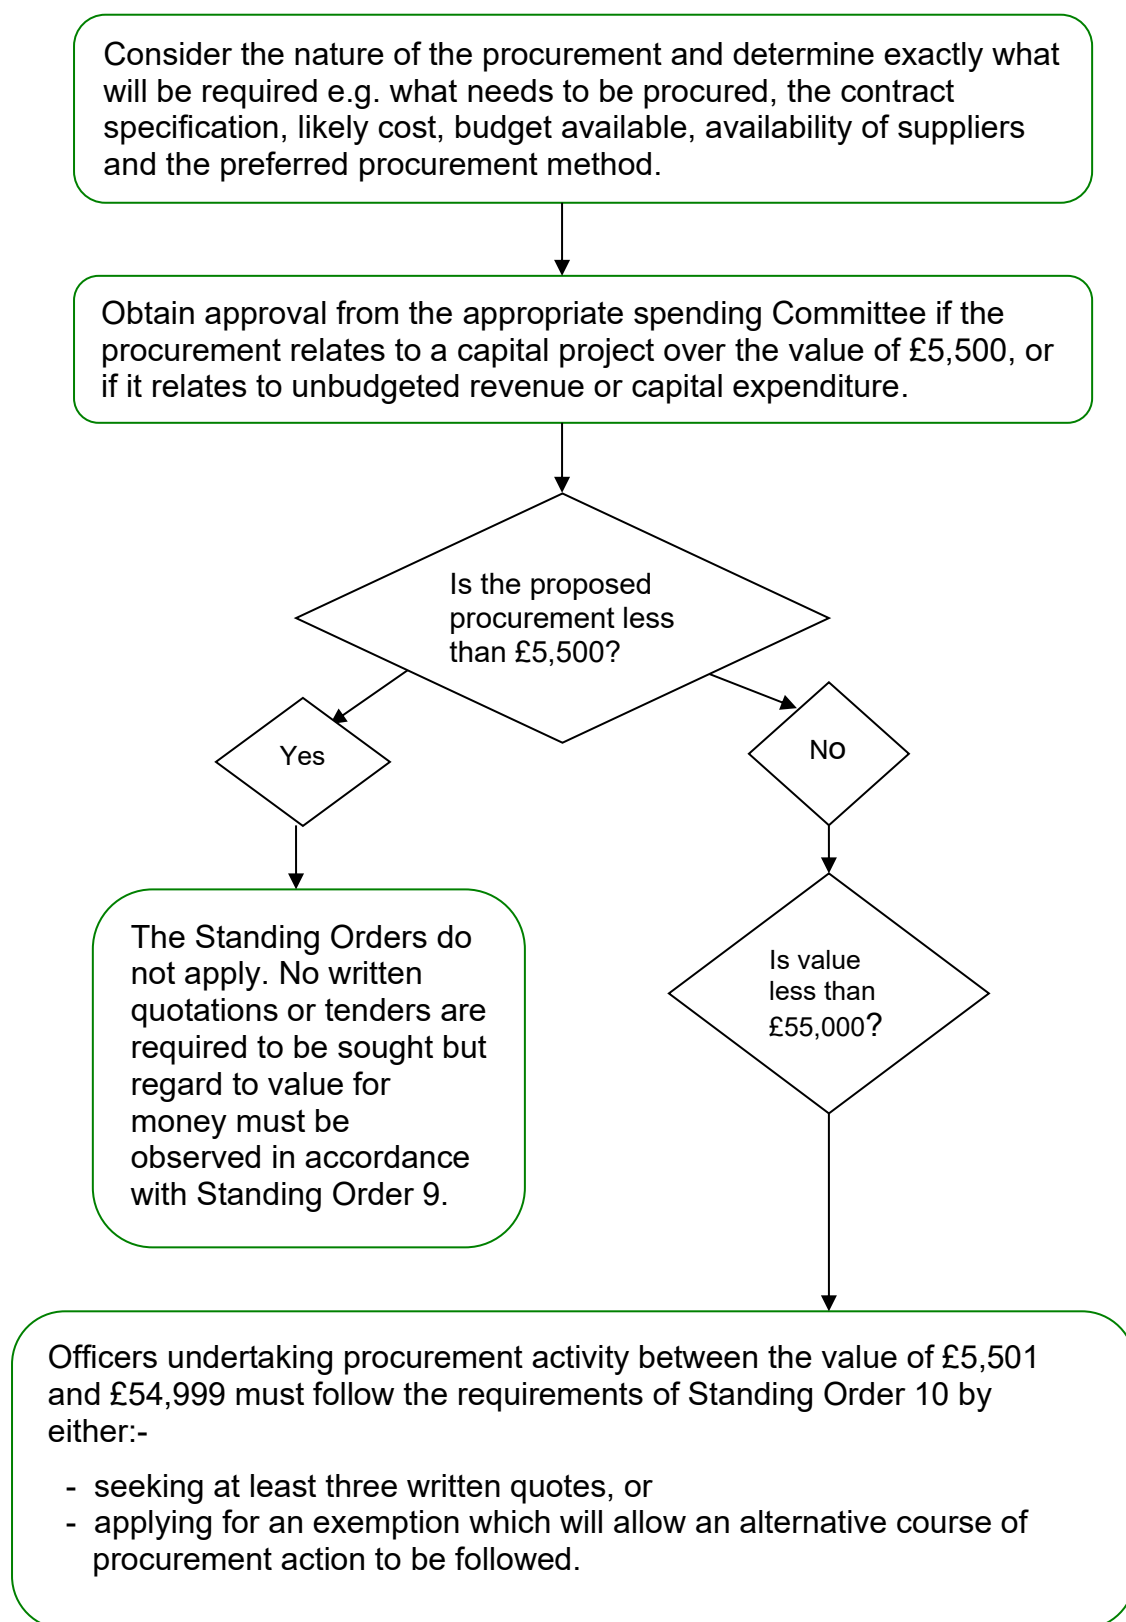 Consider the nature of the procurement and determine exactly what
will be required e.g. what needs to be procured, the contract
specification, likely cost, budget available, availability of suppliers
and the preferred procurement method.
Obtain approval from the appropriate spending Committee if the
procurement relates to a capital project over the value of £5,500, or
if it relates to unbudgeted revenue or capital expenditure.
Is the proposed
procurement less
than £5,500?
Yes
No
The Standing Orders do
not apply. No written
quotations or tenders are
required to be sought but
regard to value for
money must be
observed in accordance
with Standing Order 9.
Is value
less than
£55,000?
Officers undertaking procurement activity between the value of £5,501
and £54,999 must follow the requirements of Standing Order 10 by
either:-
- seeking at least three written quotes, or
- applying for an exemption which will allow an alternative course of
procurement action to be followed.